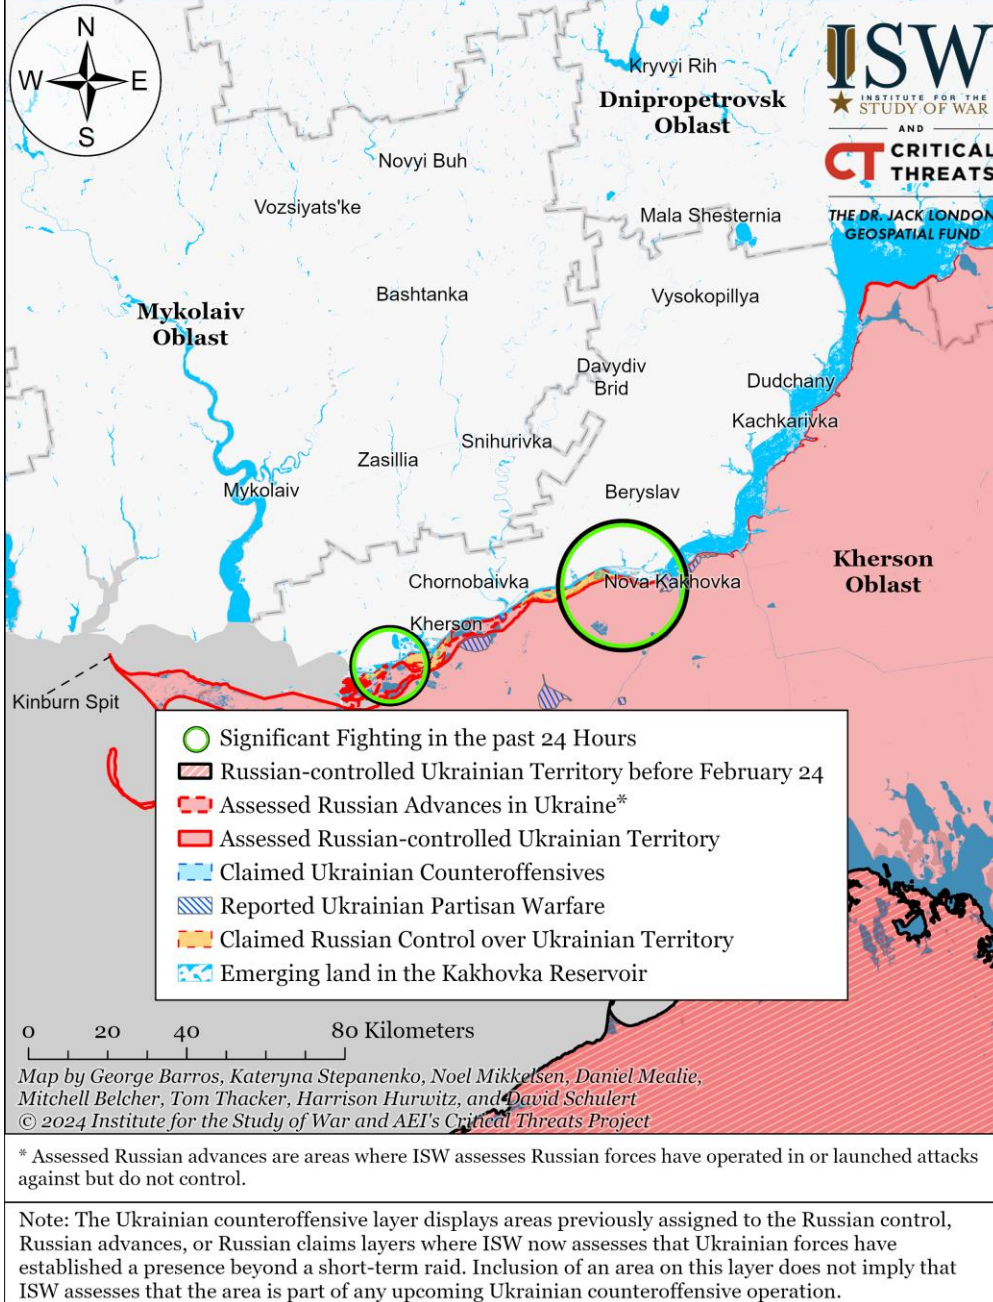 N
W
E
S
ISW
INSTITUTE FOR THE
STUDY OF WAR
AND
CT CRITICAL
THREATS
THE DR. JACK LONDON
GEOSPATIAL FUND
Kryvyi Rih
Dnipropetrovsk
Oblast
Novyi Buh
Vozsiyats'ke
Mala Shesternia
Bashtanka
Vysokopillya
Mykolaiv
Oblast
Davydiv
Brid
Dudchany
Kachkarivka
Snihurivka
Zasillia
Mykolaiv
Beryslav
Kherson
Oblast
Chornobaivka
Nova Kakhovka
Kherson
Kinburn Spit
Significant Fighting in the past 24 Hours
Russian-controlled Ukrainian Territory before February 24
Assessed Russian Advances in Ukraine*
Assessed Russian-controlled Ukrainian Territory
Claimed Ukrainian Counteroffensives
Reported Ukrainian Partisan Warfare
Claimed Russian Control over Ukrainian Territory
Emerging land in the Kakhovka Reservoir
0 20 40 80 Kilometers
Map by George Barros, Kateryna Stepanenko, Noel Mikkelsen, Daniel Mealie,
Mitchell Belcher, Tom Thacker, Harrison Hurwitz, and David Schulert
© 2024 Institute for the Study of War and AEI's Critical Threats Project
* Assessed Russian advances are areas where ISW assesses Russian forces have operated in or launched attacks
against but do not control.
Note: The Ukrainian counteroffensive layer displays areas previously assigned to the Russian control,
Russian advances, or Russian claims layers where ISW now assesses that Ukrainian forces have
established a presence beyond a short-term raid. Inclusion of an area on this layer does not imply that
ISW assesses that the area is part of any upcoming Ukrainian counteroffensive operation.